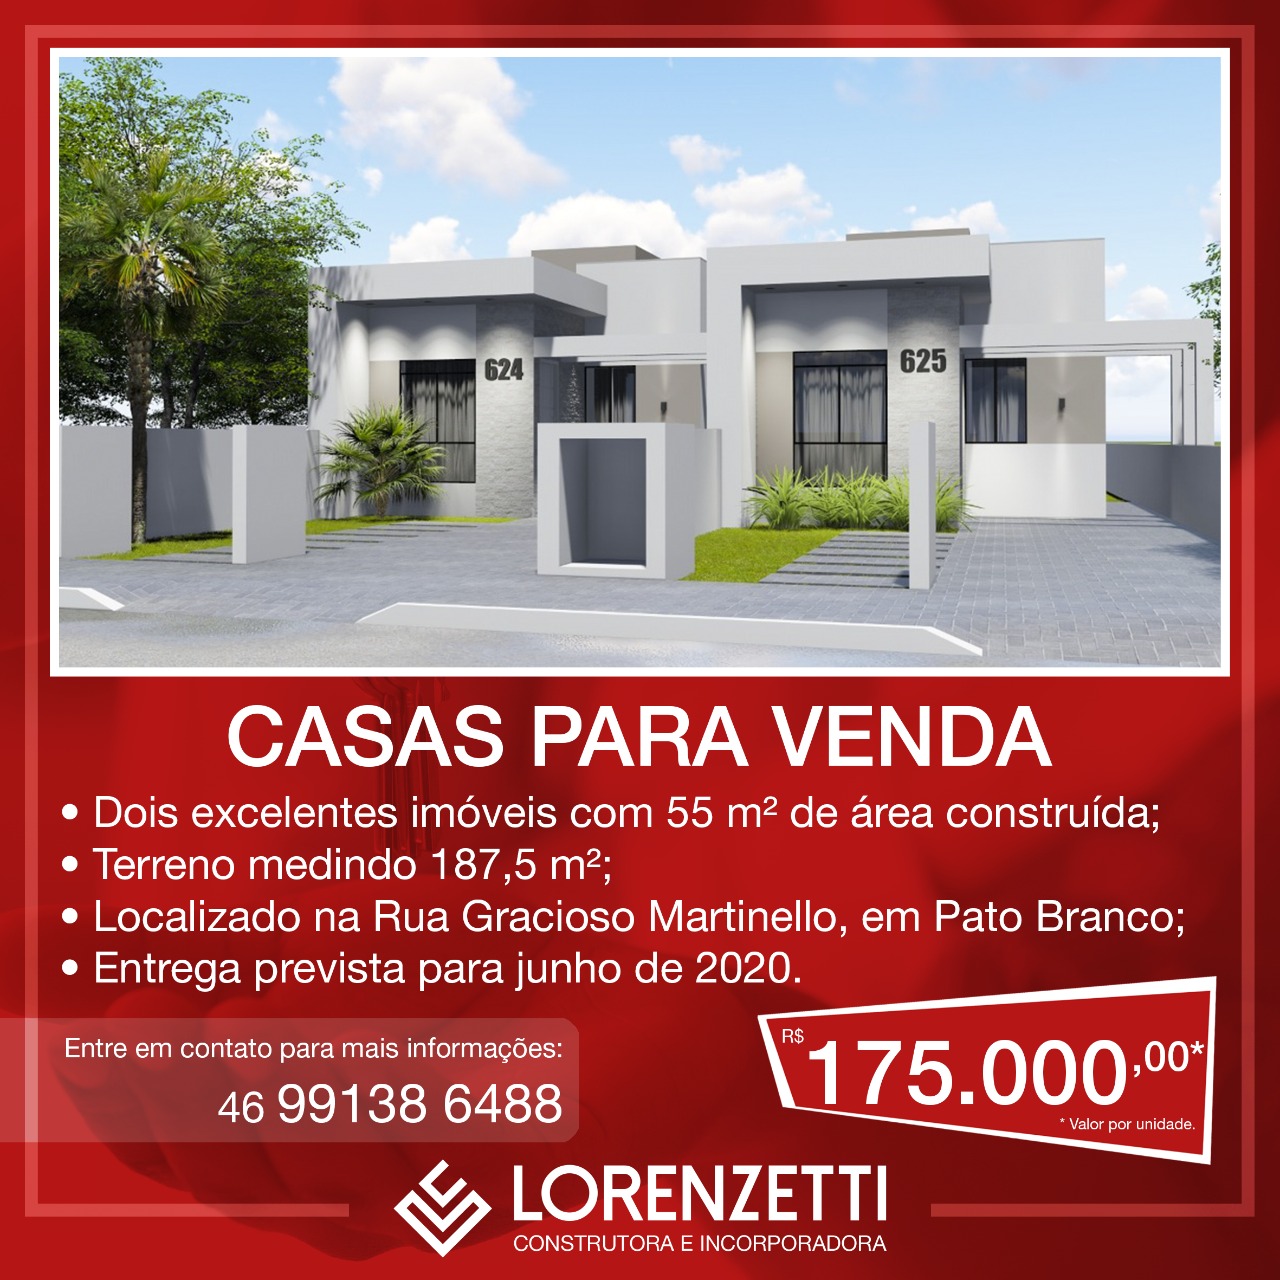 624
625
CASAS PARA VENDA
• Dois excelentes imóveis com 55 m² de área construída;
• Terreno medindo 187,5 m²;
• Localizado na Rua Gracioso Martinello, em Pato Branco;
• Entrega prevista para junho de 2020.
Entre em contato para mais informações:
46 99138 6488
R$ 175.000,00*
* Valor por unidade.
LORENZETTI
CONSTRUTORA E INCORPORADORA